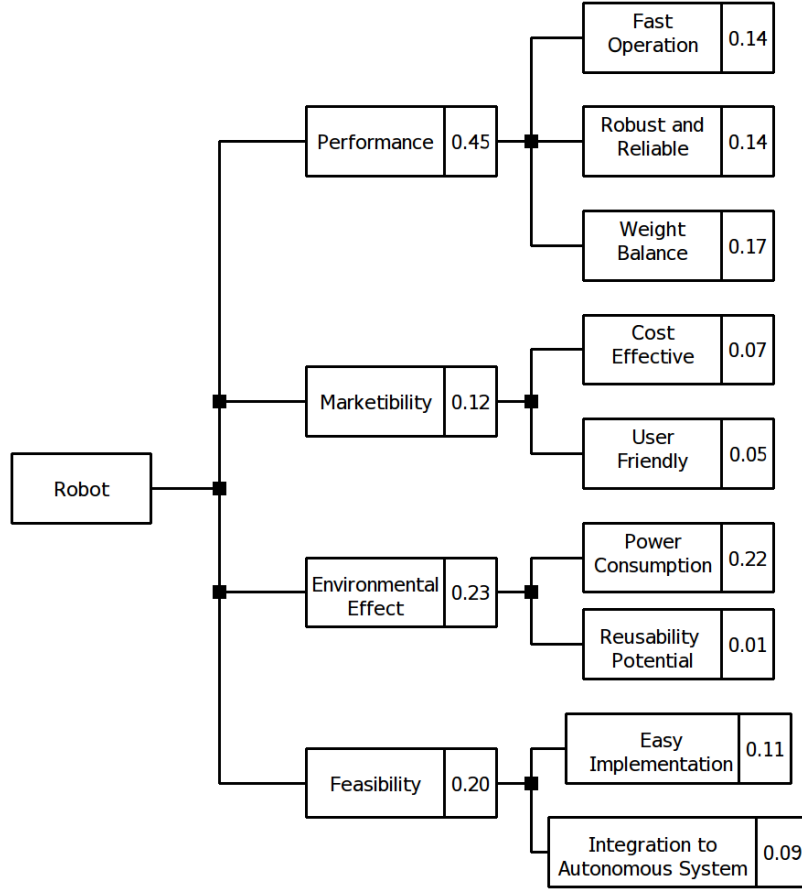 Fast
Operation
0.14
Performance
0.45
Robust and
Reliable
0.14
Weight
Balance
0.17
Cost
Effective
0.07
Marketibility
0.12
User
Friendly
0.05
Robot
Power
Consumption
0.22
Environmental
Effect
0.23
Reusability
Potential
0.01
Easy
Implementation
0.11
Feasibility
0.20
Integration to
Autonomous System
0.09